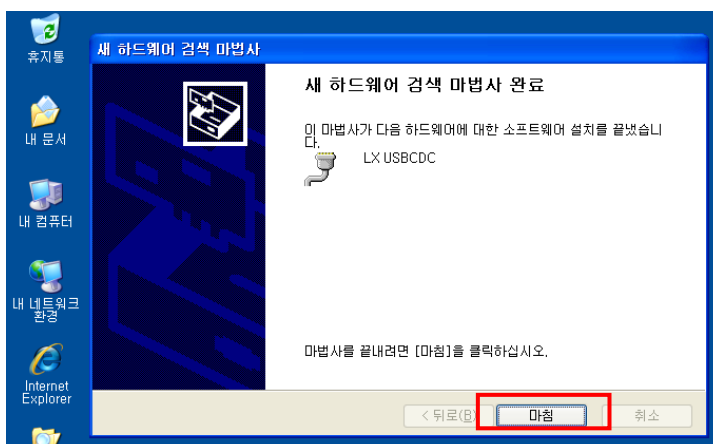 휴지통
내 문서
내 컴퓨터
내 네트워크
환경
Internet
Explorer
새 하드웨어 검색 마법사
새 하드웨어 검색 마법사 완료
이 마법사가 다음 하드웨어에 대한 소프트웨어 설치를 끝냈습니
다.
LX USBCDC
마법사를 끝내려면 [마침]을 클릭하십시오.
< 뒤로(B)
마침
취소